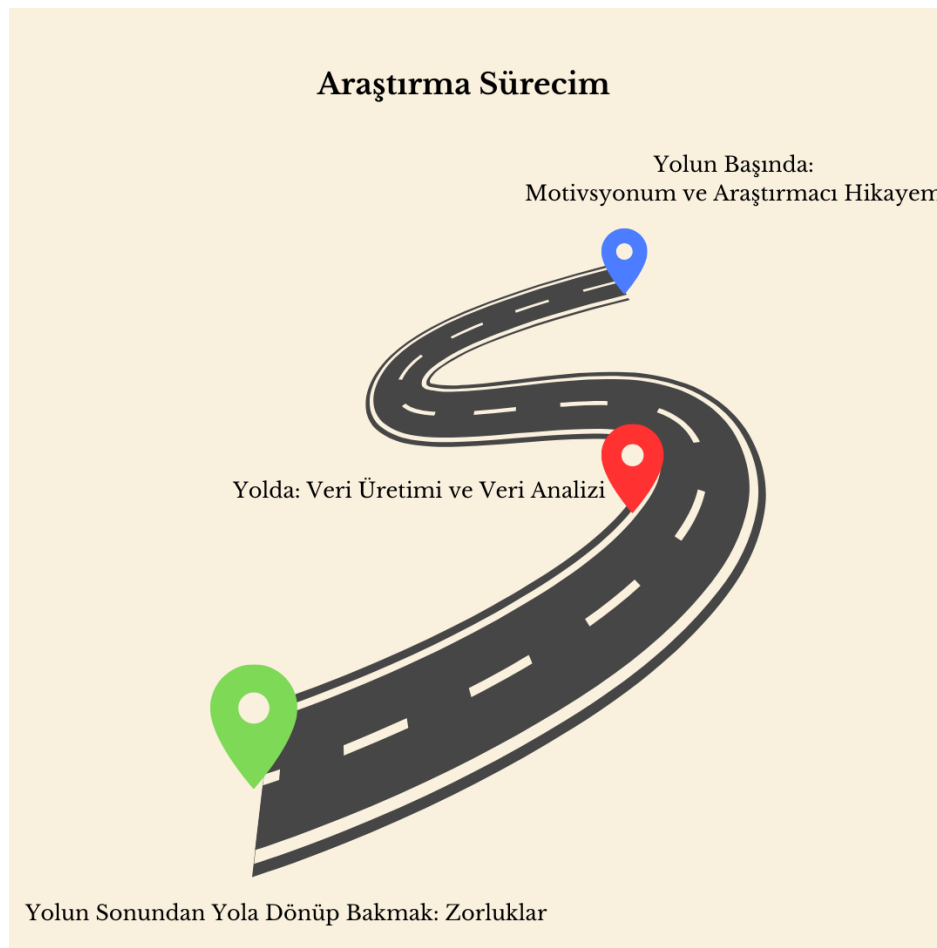 Araştırma Sürecim
Yolun Başında:
Motivsyonum ve Araştırmacı Hikayem
Yolda: Veri Üretimi ve Veri Analizi
Yolun Sonundan Yola Dönüp Bakmak: Zorluklar